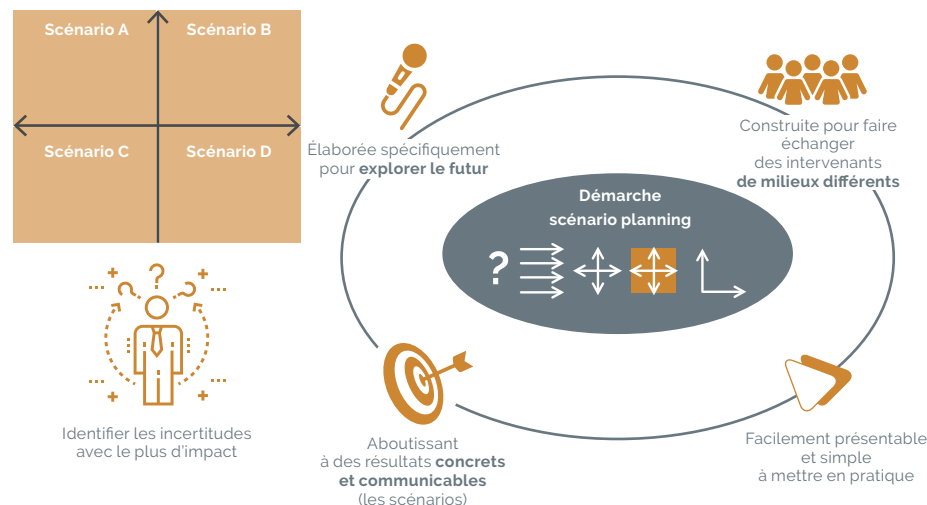 Scénario A
Scénario B
Scénario C
Scénario D
Identifier les incertitudes
avec le plus d'impact
Élaborée spécifiquement
pour explorer le futur
Construite pour faire
échanger
des intervenants
de milieux différents
Démarche
scénario planning
?
Aboutissant
à des résultats concrets
et communicables
(les scénarios)
Facilement présentable
et simple
à mettre en pratique